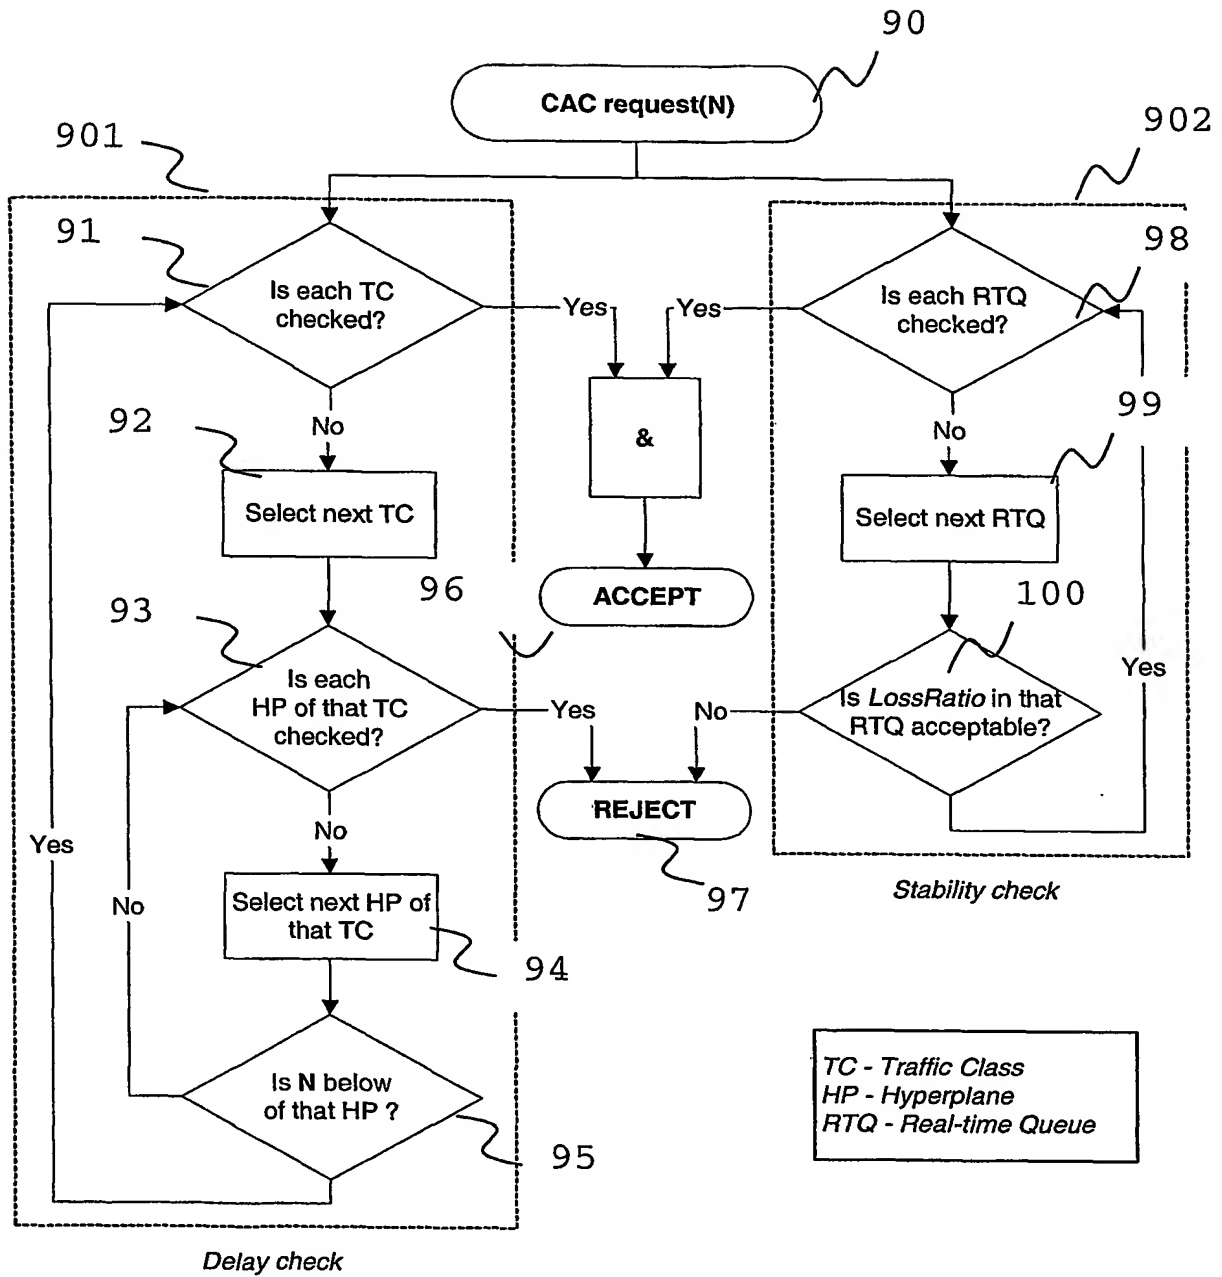 90
CAC request(N)
901
902
91
98
Is each TC
checked?
Yes
Yes
Is each RTQ
checked?
No
92
&
No
99
Select next TC
Select next RTQ
96
ACCEPT
100
93
Is each
HP of that TC
checked?
Yes
No
Is LossRatio in that
RTQ acceptable?
Yes
REJECT
No
Yes
97
Stability check
No
Select next HP of
that TC
94
Is N below
of that HP ?
95
TC - Traffic Class
HP - Hyperplane
RTQ - Real-time Queue
Delay check